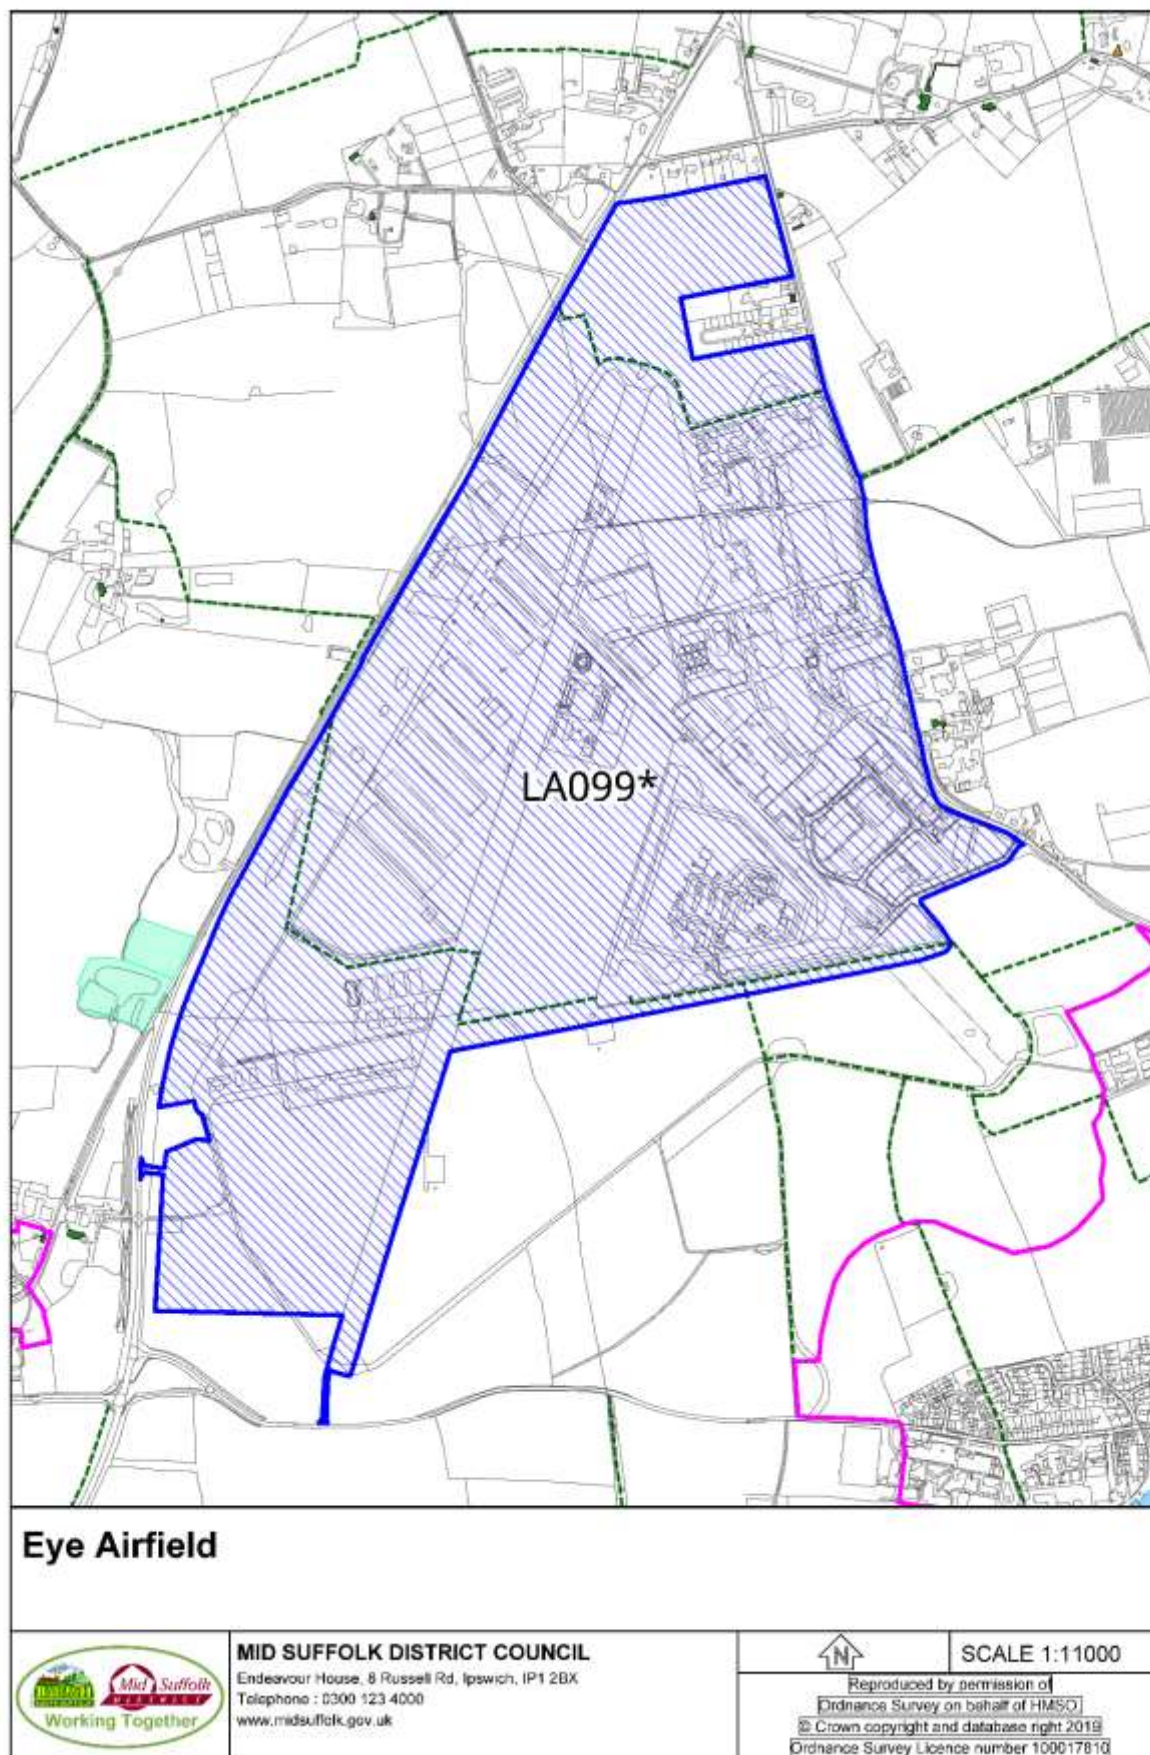 LA099*
Eye Airfield
Mid Suffolk
DISTRICT
Working Together
MID SUFFOLK DISTRICT COUNCIL
Endeavour House, 8 Russell Rd, Ipswich, IP1 2BX
Telephone : 0300 123 4000
www.midsuffolk.gov.uk
N
SCALE 1:11000
Reproduced by permission of
Ordnance Survey on behalf of HMSO.
© Crown copyright and database right 2019
Ordnance Survey Licence number 100017810